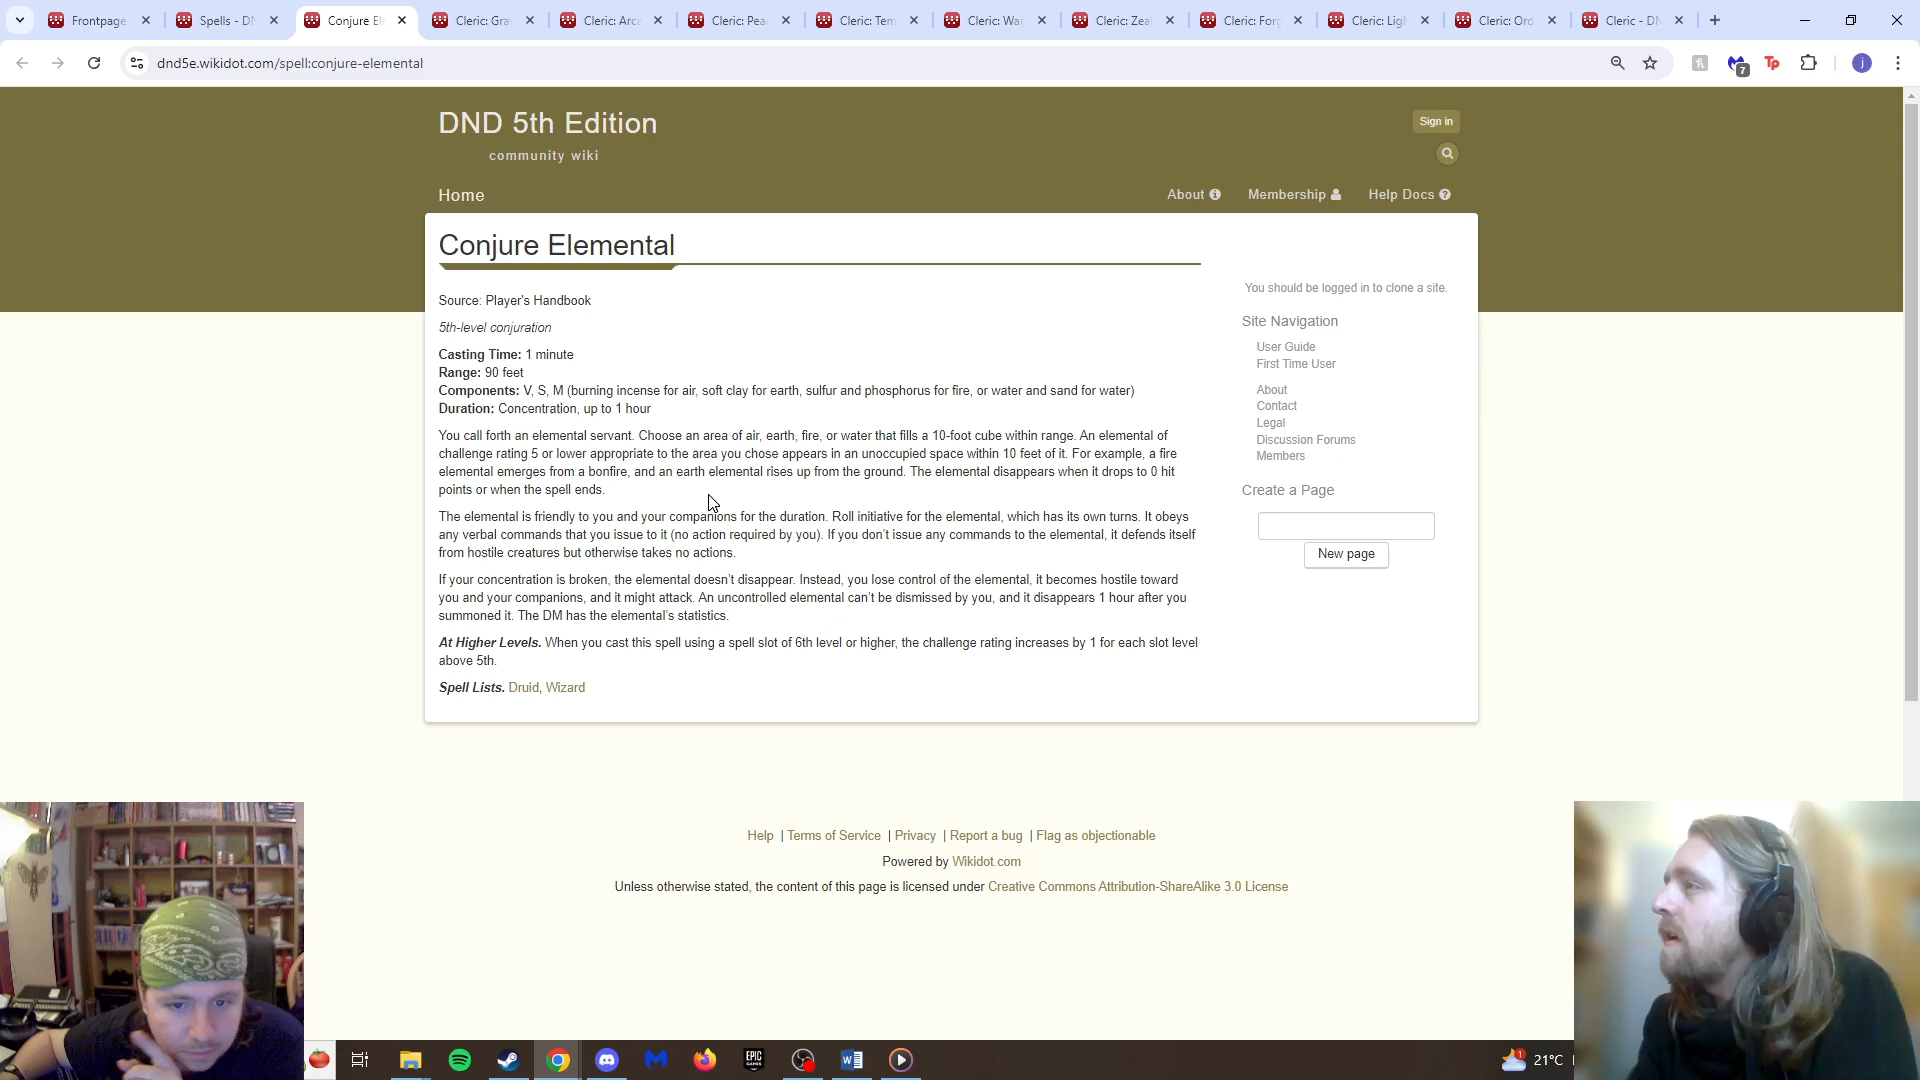 Frontpage
Spells - DN
Conjure El
Cleric: Gra
Cleric: Arca
Cleric: Pea
Cleric: Tem
Cleric: Wa
Cleric: Zeal
Cleric: For
Cleric: Ligh
Cleric: Ord
Cleric - DN
dnd5e.wikidot.com/spell:conjure-elemental
7
Tp
j
DND 5th Edition
community wiki
Sign in
Home
About
Membership
Help Docs
Conjure Elemental
Source: Player's Handbook
5th-level conjuration
Casting Time: 1 minute
Range: 90 feet
Components: V, S, M (burning incense for air, soft clay for earth, sulfur and phosphorus for fire, or water and sand for water)
Duration: Concentration, up to 1 hour
You call forth an elemental servant. Choose an area of air, earth, fire, or water that fills a 10-foot cube within range. An elemental of
challenge rating 5 or lower appropriate to the area you chose appears in an unoccupied space within 10 feet of it. For example, a fire
elemental emerges from a bonfire, and an earth elemental rises up from the ground. The elemental disappears when it drops to 0 hit
points or when the spell ends.
The elemental is friendly to you and your companions for the duration. Roll initiative for the elemental, which has its own turns. It obeys
any verbal commands that you issue to it (no action required by you). If you don't issue any commands to the elemental, it defends itself
from hostile creatures but otherwise takes no actions.
If your concentration is broken, the elemental doesn't disappear. Instead, you lose control of the elemental, it becomes hostile toward
you and your companions, and it might attack. An uncontrolled elemental can't be dismissed by you, and it disappears 1 hour after you
summoned it. The DM has the elemental's statistics.
At Higher Levels. When you cast this spell using a spell slot of 6th level or higher, the challenge rating increases by 1 for each slot level
above 5th.
Spell Lists. Druid, Wizard
You should be logged in to clone a site.
Site Navigation
User Guide
First Time User
About
Contact
Legal
Discussion Forums
Members
Create a Page
New page
Help | Terms of Service | Privacy | Report a bug | Flag as objectionable
Powered by Wikidot.com
Unless otherwise stated, the content of this page is licensed under Creative Commons Attribution-ShareAlike 3.0 License
EPIC
GAMES
1
21°C